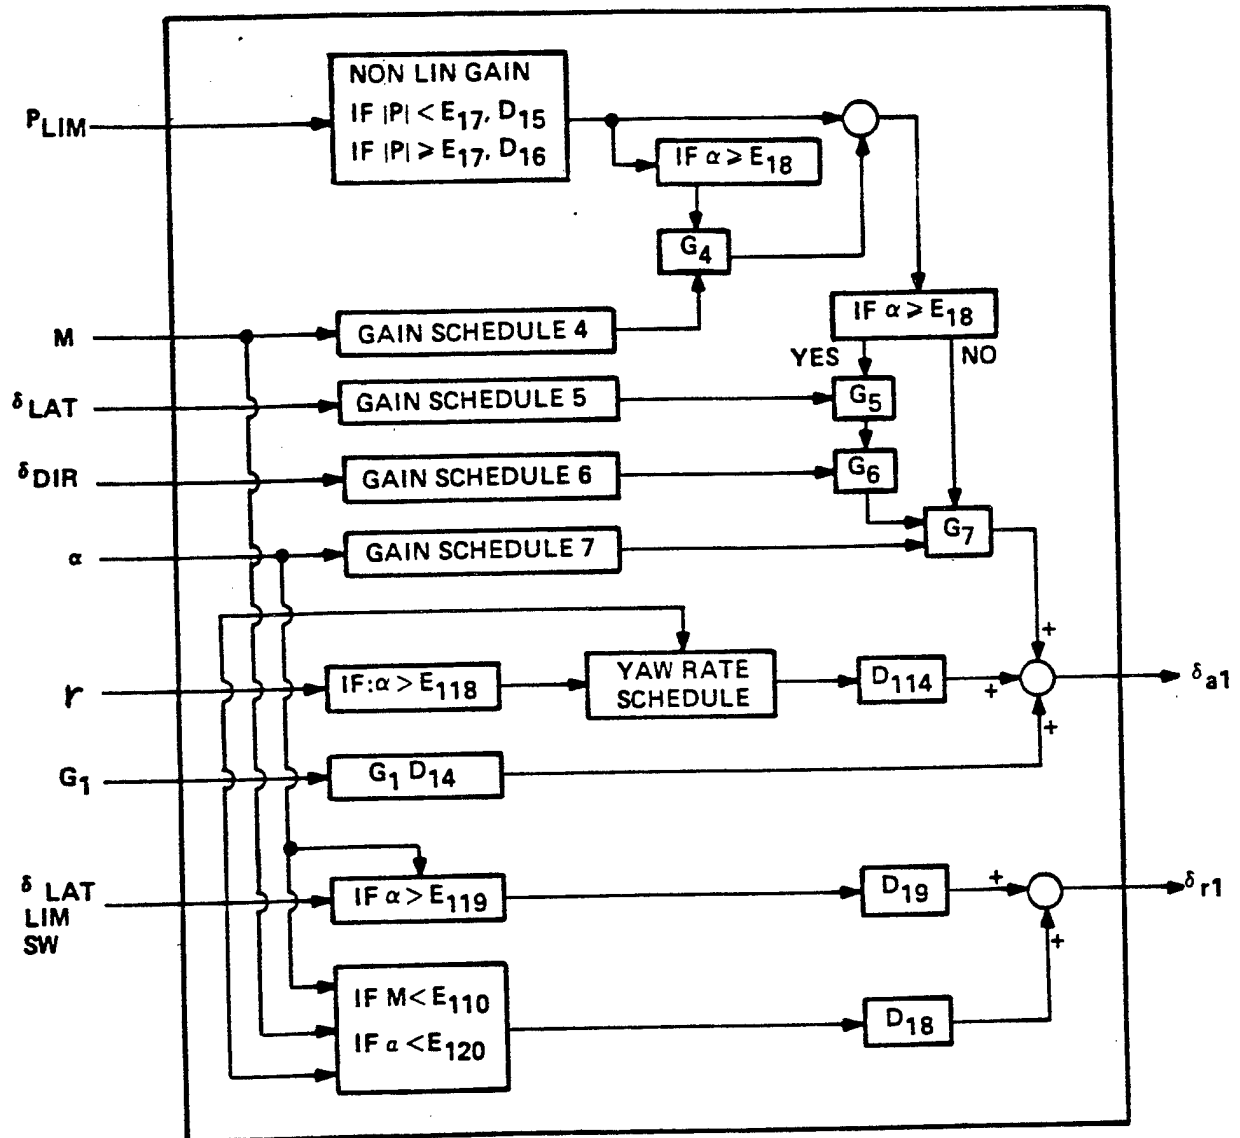 NON LIN GAIN
IF |P| < E17, D15
IF |P| ⩾ E17, D16
PLIM
IF α ⩾ E18
G4
M
GAIN SCHEDULE 4
IF α ⩾ E18
YES
NO
δLAT
GAIN SCHEDULE 5
G5
δDIR
GAIN SCHEDULE 6
G6
α
GAIN SCHEDULE 7
G7
+
r
IF:α > E118
YAW RATE
SCHEDULE
D114
+
δa1
+
G1
G1 D14
δ LAT
LIM
SW
IF α > E119
D19
+
δr1
+
IF M < E110
IF α < E120
D18